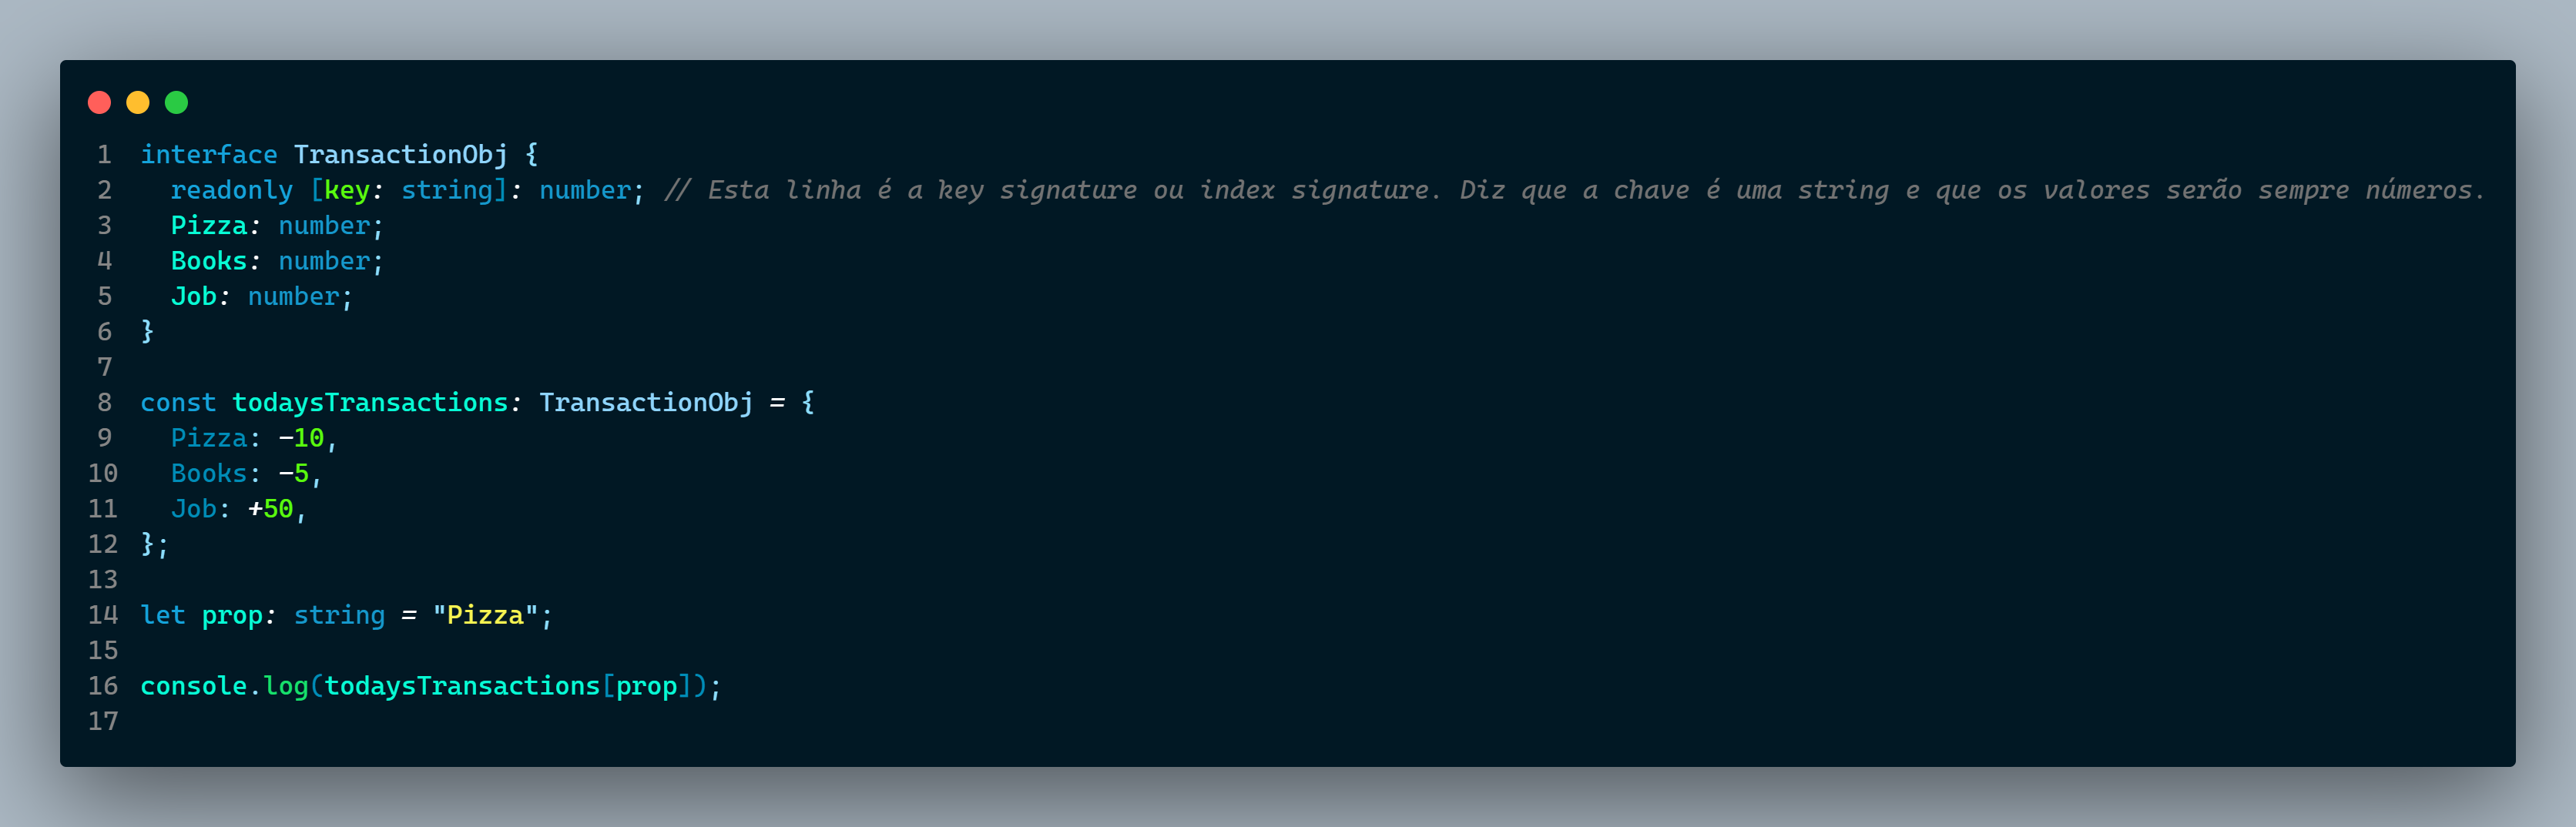 1 interface TransactionObj {
2   readonly [key: string]: number; // Esta linha é a key signature ou index signature. Diz que a chave é uma string e que os valores serão sempre números.
3   Pizza: number;
4   Books: number;
5   Job: number;
6 }
7
8 const todaysTransactions: TransactionObj = {
9   Pizza: -10,
10   Books: -5,
11   Job: +50,
12 };
13
14 let prop: string = "Pizza";
15
16 console.log(todaysTransactions[prop]);
17